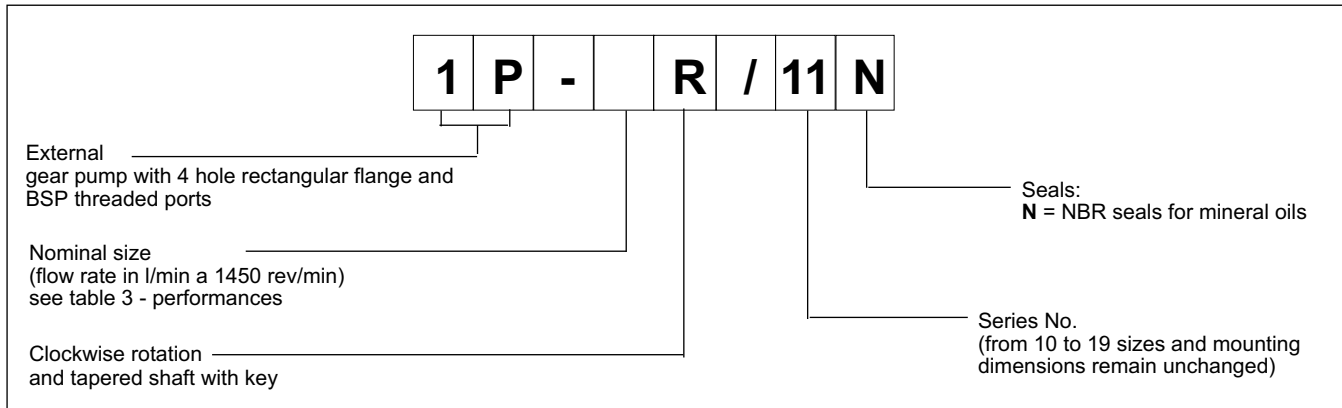 1 P - R / 11 N
External
gear pump with 4 hole rectangular flange and
BSP threaded ports
Nominal size
(flow rate in l/min a 1450 rev/min)
see table 3 - performances
Clockwise rotation
and tapered shaft with key
Seals:
N = NBR seals for mineral oils
Series No.
(from 10 to 19 sizes and mounting
dimensions remain unchanged)